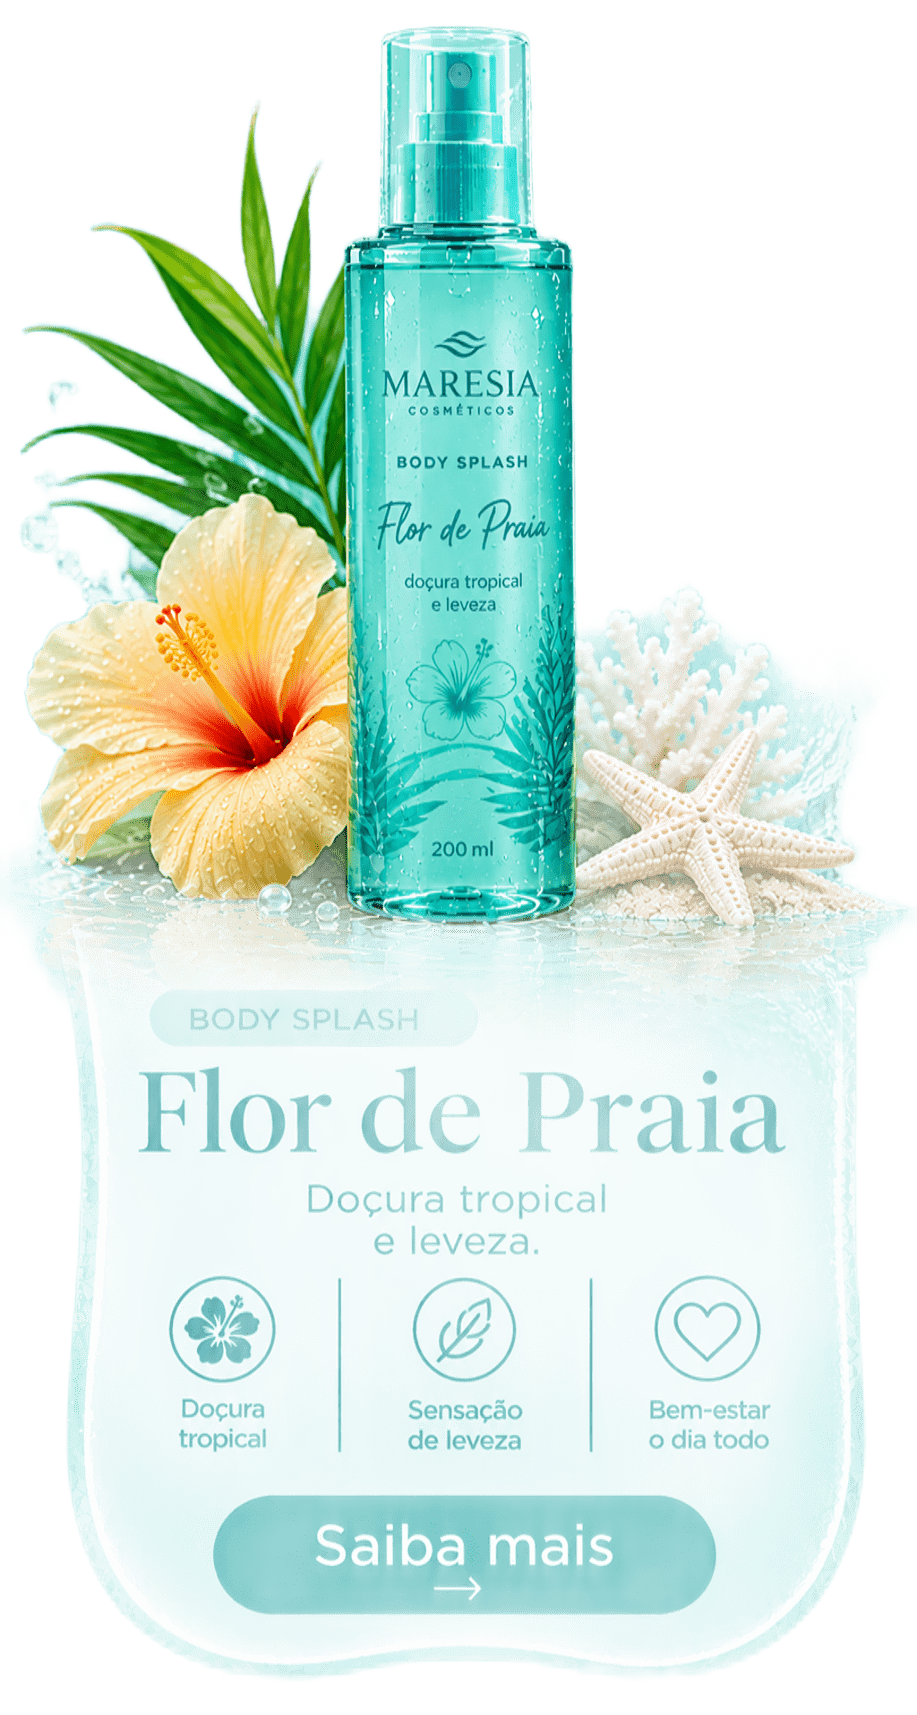 MARESIA
COSMÉTICOS
BODY SPLASH
Flor de Praia
doçura tropical
e leveza
200 ml
BODY SPLASH
Flor de Praia
Doçura tropical
e leveza.
Doçura
tropical
Sensação
de leveza
Bem-estar
o dia todo
Saiba mais